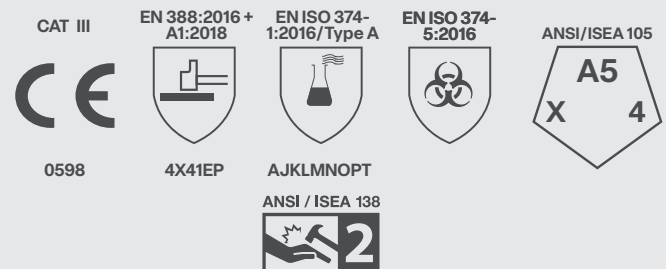 CAT III
CE
0598
EN 388:2016 +
A1:2018
4X41EP
EN ISO 374-
1:2016/Type A
AJKLMNOPT
EN ISO 374-
5:2016
ANSI/ISEA 105
A5
X 4
ANSI / ISEA 138
2